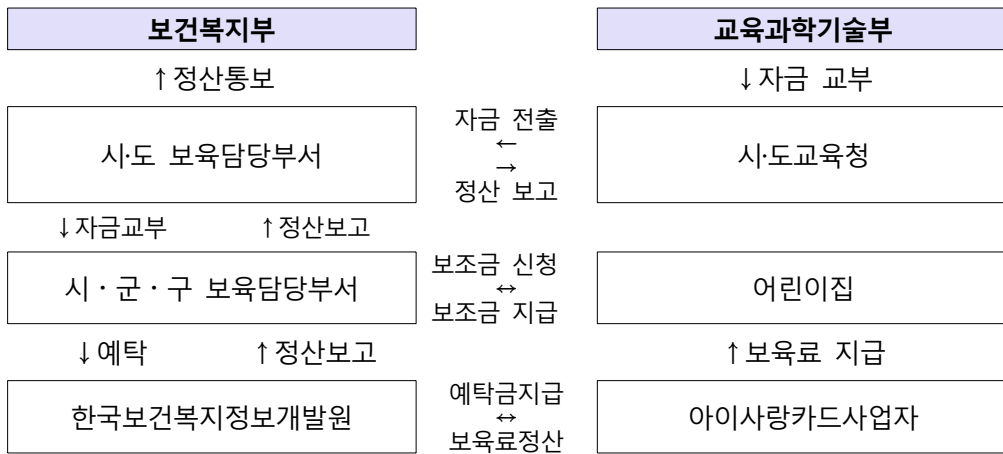 보건복지부 교육과학기술부
↑정산통보 ↓자금 교부
시·도 보육담당부서
자금 전출
←
→
정산 보고
시·도교육청
↓자금교부 ↑정산보고
시·군·구 보육담당부서
보조금 신청
↔
보조금 지급
어린이집
↓예탁 ↑정산보고 ↑보육료 지급
한국보건복지정보개발원
예탁금지급
↔
보육료정산
아이사랑카드사업자